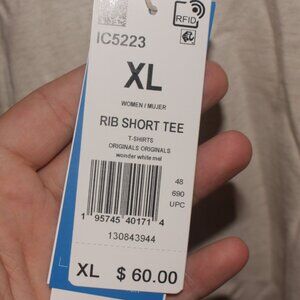 RFID
IC5223
XL
WOMEN / MUJER
RIB SHORT TEE
T-SHIRTS
ORIGINALS ORIGINALS
wonder white mel
48
690
UPC
1 95745 40171 4
130843944
XL $ 60.00